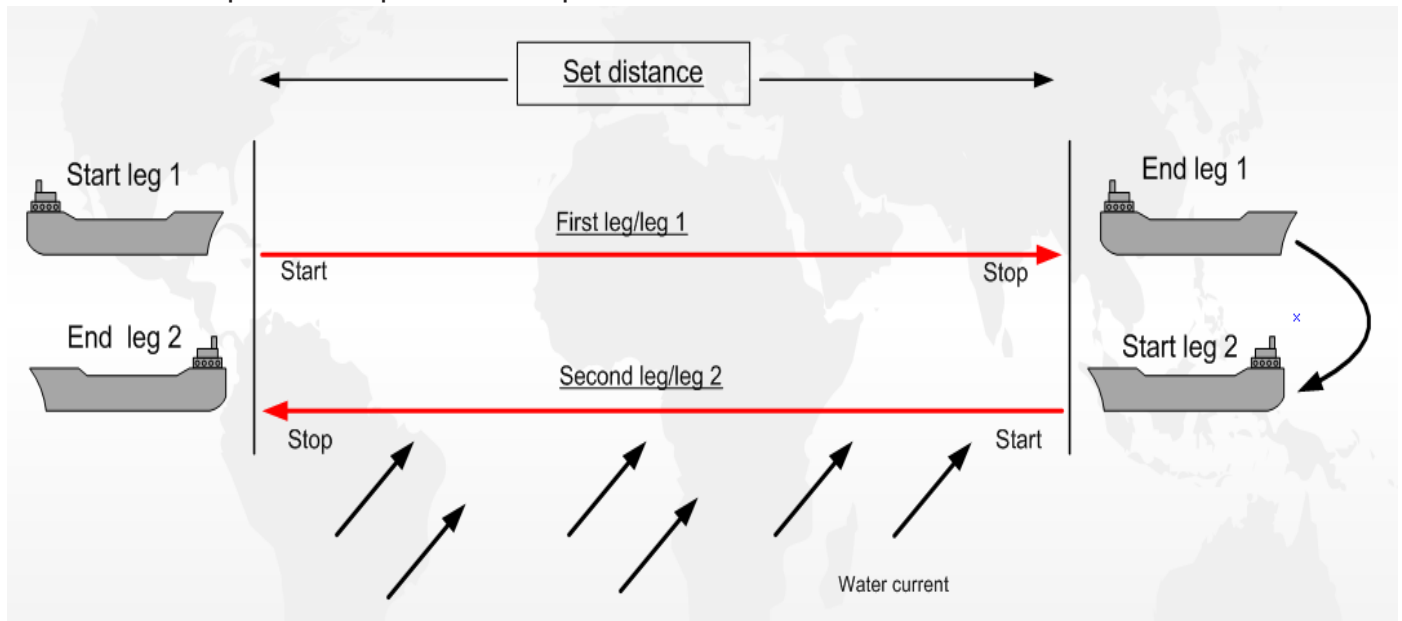 Set distance
Start leg 1
End leg 1
First leg/leg 1
Start
Stop
End leg 2
Start leg 2
Second leg/leg 2
Stop
Start
Water current